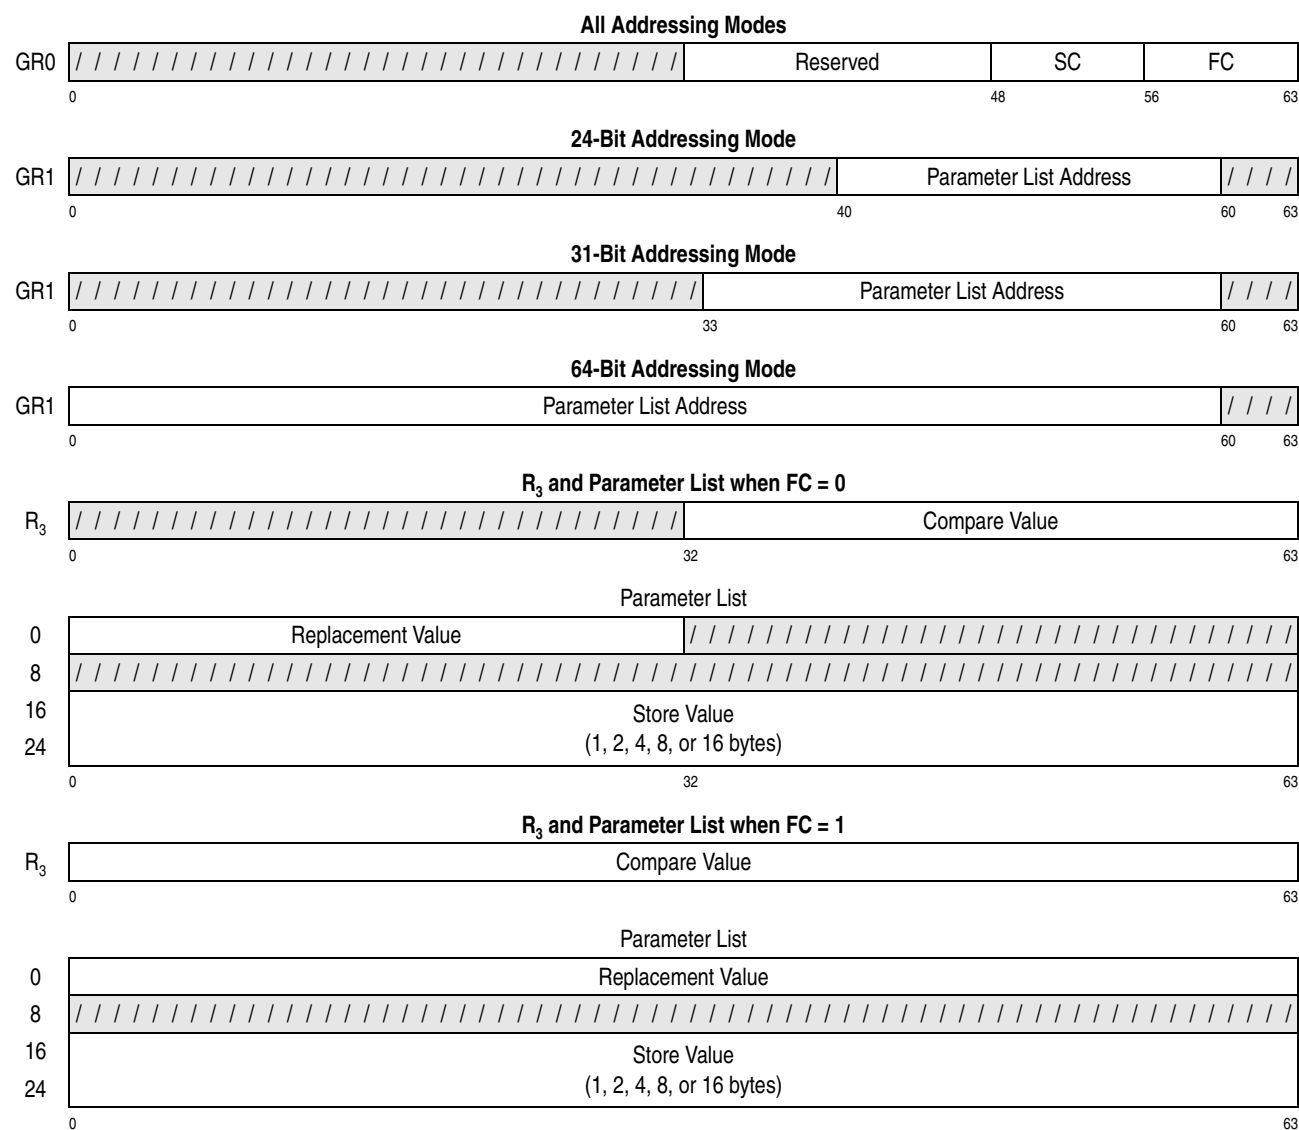 All Addressing Modes
GR0 / / / / / / / / / / / / / / / / / / / / / / / / / / / / / / / / Reserved SC FC
0 48 56 63
24-Bit Addressing Mode
GR1 / / / / / / / / / / / / / / / / / / / / / / / / / / / / / / / / / / / / / / / / Parameter List Address / / / /
0 40 60 63
31-Bit Addressing Mode
GR1 / / / / / / / / / / / / / / / / / / / / / / / / / / / / / / / / / Parameter List Address / / / /
0 33 60 63
64-Bit Addressing Mode
GR1 Parameter List Address / / / /
0 60 63
R3 and Parameter List when FC = 0
R3 / / / / / / / / / / / / / / / / / / / / / / / / / / / / / / / / Compare Value
0 32 63
Parameter List
0 Replacement Value / / / / / / / / / / / / / / / / / / / / / / / / / / / / / / / /
8 / / / / / / / / / / / / / / / / / / / / / / / / / / / / / / / / / / / / / / / / / / / / / / / / / / / / / / / / / / / / / / / /
16 Store Value
24 (1, 2, 4, 8, or 16 bytes)
0 32 63
R3 and Parameter List when FC = 1
R3 Compare Value
0 63
Parameter List
0 Replacement Value
8 / / / / / / / / / / / / / / / / / / / / / / / / / / / / / / / / / / / / / / / / / / / / / / / / / / / / / / / / / / / / / / / /
16 Store Value
24 (1, 2, 4, 8, or 16 bytes)
0 63